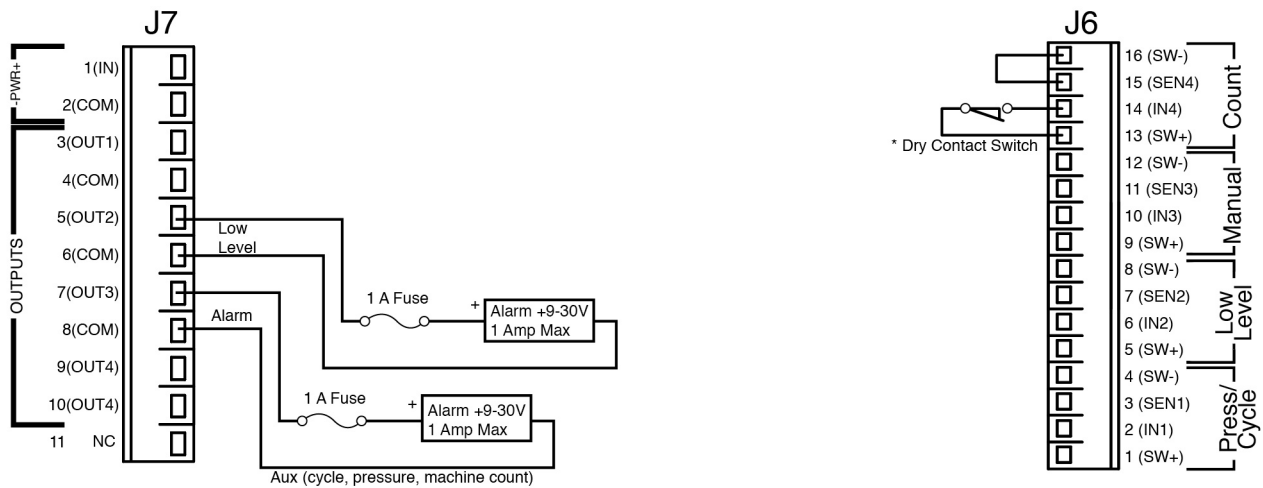 J7
-PWR+
OUTPUTS
1(IN)
2(COM)
3(OUT1)
4(COM)
5(OUT2)
6(COM)
7(OUT3)
8(COM)
9(OUT4)
10(OUT4)
11 NC
Low
Level
Alarm
1 A Fuse
+
Alarm +9-30V
1 Amp Max
1 A Fuse
+
Alarm +9-30V
1 Amp Max
Aux (cycle, pressure, machine count)
J6
* Dry Contact Switch
16 (SW-)
15 (SEN4)
14 (IN4)
13 (SW+)
12 (SW-)
11 (SEN3)
10 (IN3)
9 (SW+)
8 (SW-)
7 (SEN2)
6 (IN2)
5 (SW+)
4 (SW-)
3 (SEN1)
2 (IN1)
1 (SW+)
Count
Manual
Low
Level
Press/
Cycle